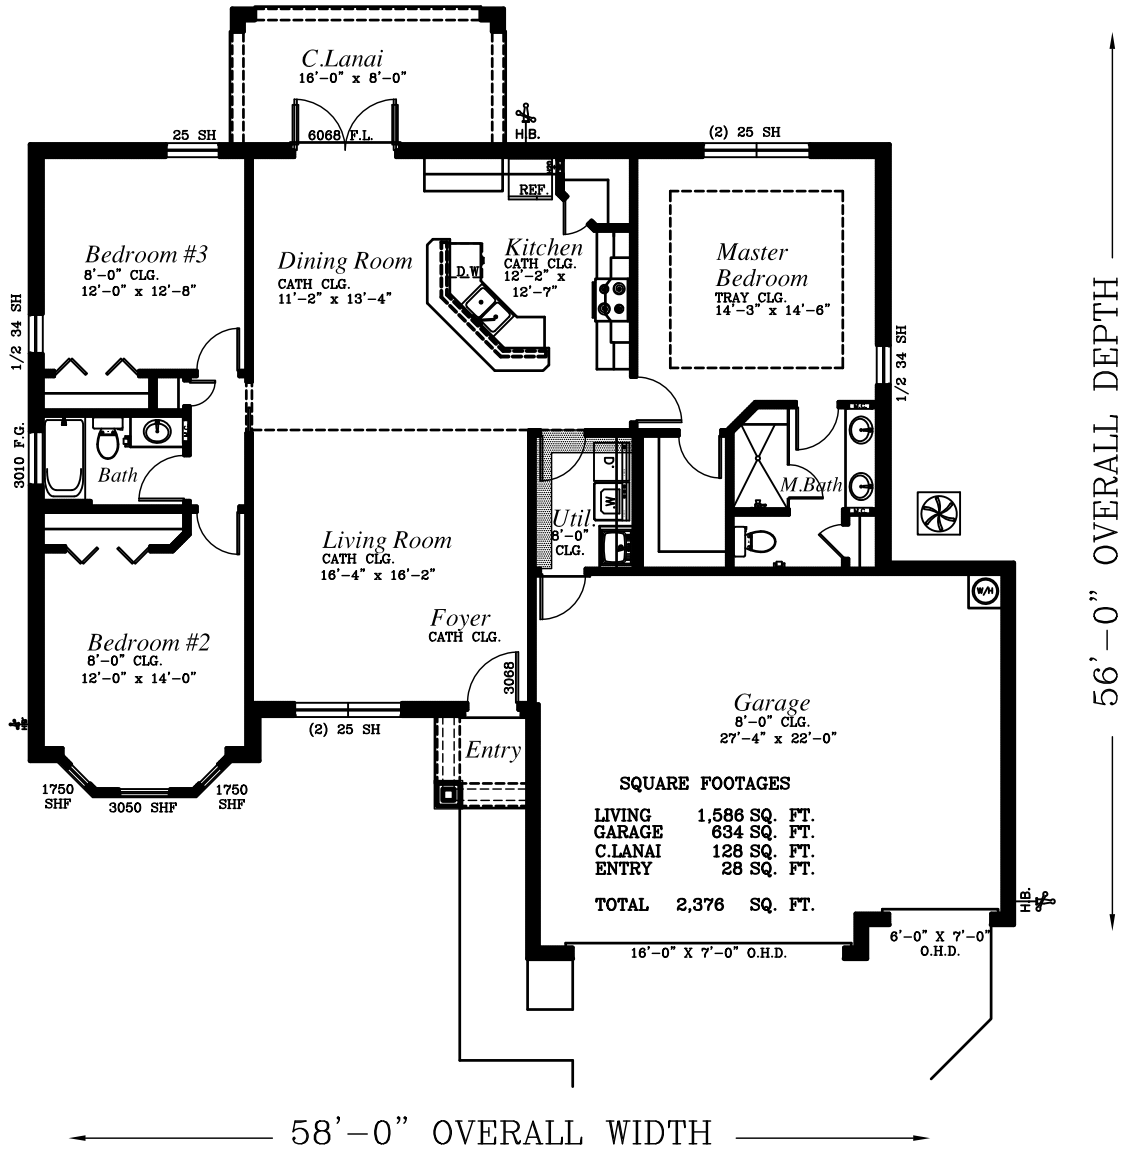 C.Lanai
16'-0" x 8'-0"
6068 F.L.
25 SH
H.B.
(2) 25 SH
REF.
Bedroom #3
8'-0" CLG.
12'-0" x 12'-8"
Dining Room
CATH CLG.
11'-2" x 13'-4"
D.W.
Kitchen
CATH CLG.
12'-2" x
12'-7"
Master
Bedroom
TRAY CLG.
14'-3" x 14'-6"
1/2 34 SH
1/2 34 SH
3010 F.G.
Bath
M.C.
M.Bath
M.C.
D.
W.
Util.
8'-0"
CLG.
Living Room
CATH CLG.
16'-4" x 16'-2"
Foyer
CATH CLG.
3068
W/H
Bedroom #2
8'-0" CLG.
12'-0" x 14'-0"
Garage
8'-0" CLG.
27'-4" x 22'-0"
(2) 25 SH
Entry
1750
SHF
3050 SHF
1750
SHF
SQUARE FOOTAGES
LIVING 1,586 SQ. FT.
GARAGE 634 SQ. FT.
C.LANAI 128 SQ. FT.
ENTRY 28 SQ. FT.
TOTAL 2,376 SQ. FT.
H.B.
16'-0" X 7'-0" O.H.D.
6'-0" X 7'-0"
O.H.D.
56'-0" OVERALL DEPTH
58'-0" OVERALL WIDTH